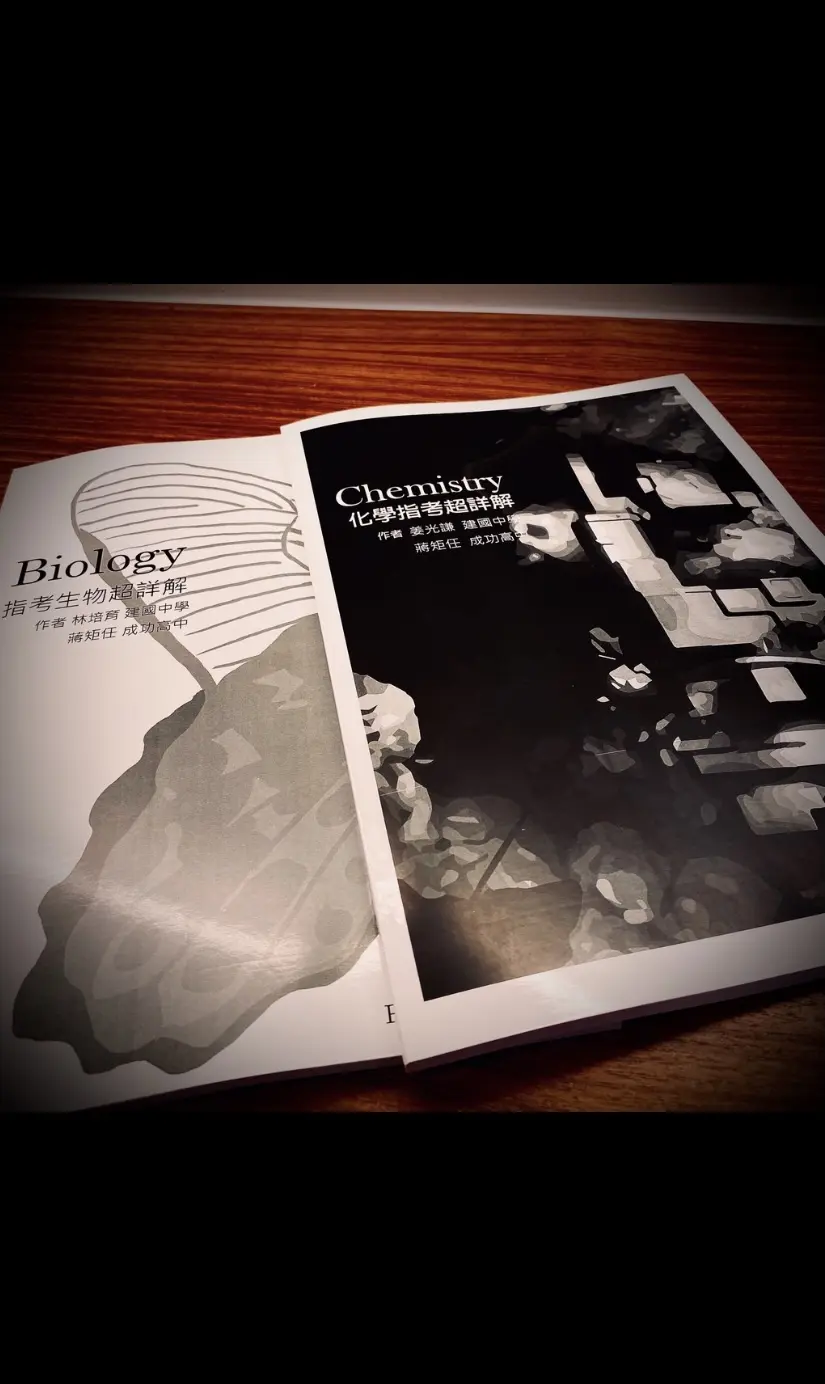 Biology
指考生物超詳解
作者 林培育 建國中學
蔣矩任 成功高中
Chemistry
化學指考超詳解
作者 姜光謙 建國中學
蔣矩任 成功高中